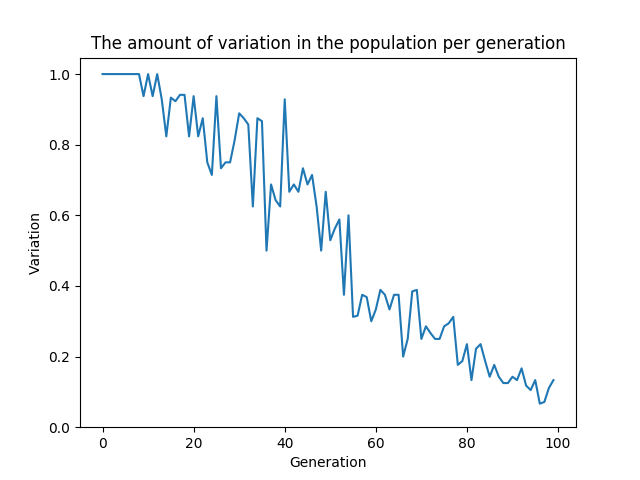 The amount of variation in the population per generation
1.0
0.8
0.6
0.4
0.2
0.0
Variation
0 20 40 60 80 100
Generation